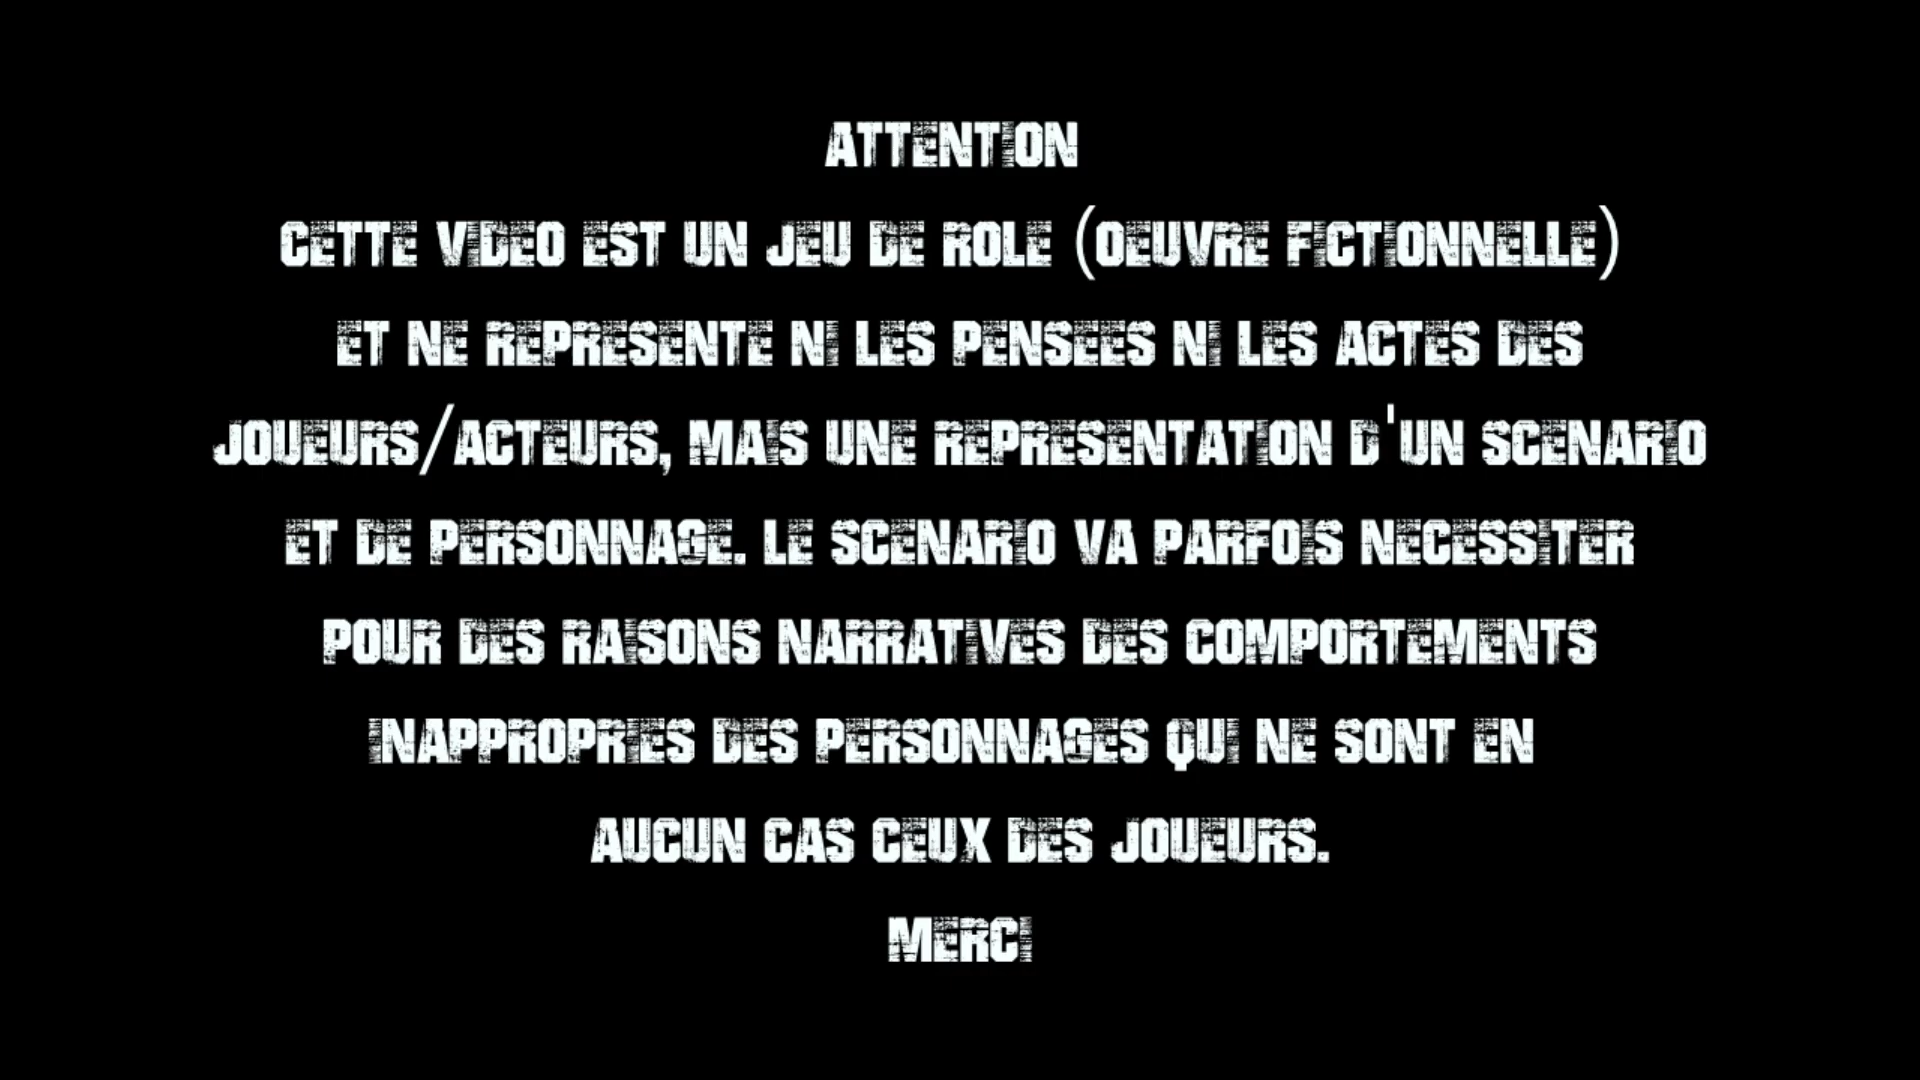 ATTENTION
CETTE VIDEO EST UN JEU DE ROLE (OEUVRE FICTIONNELLE)
ET NE REPRESENTE NI LES PENSEES NI LES ACTES DES
JOUEURS/ACTEURS, MAIS UNE REPRESENTATION D'UN SCENARIO
ET DE PERSONNAGE. LE SCENARIO VA PARFOIS NECESSITER
POUR DES RAISONS NARRATIVES DES COMPORTEMENTS
INAPPROPRIES DES PERSONNAGES QUI NE SONT EN
AUCUN CAS CEUX DES JOUEURS.
MERCI